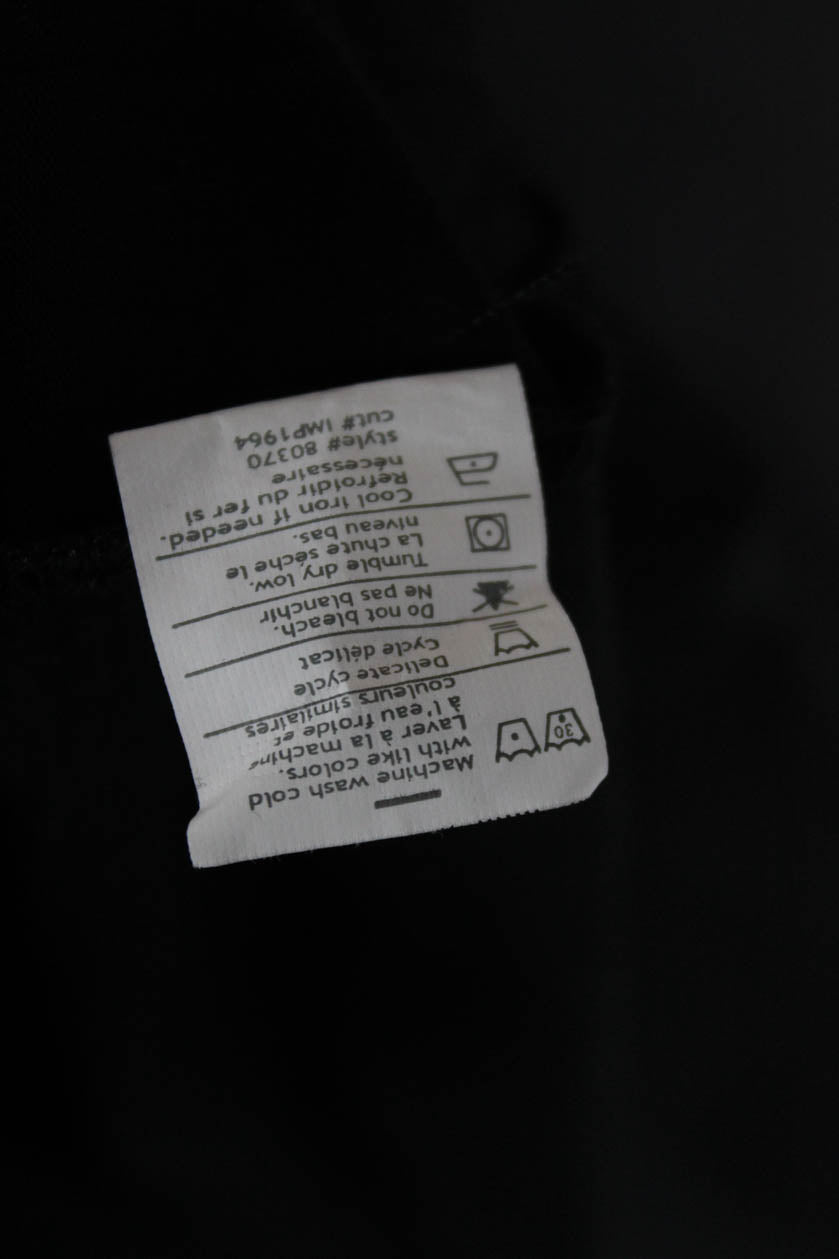 30
Machine wash cold
with like colors.
Laver à la machine
à l'eau froide et
couleurs similaires
Delicate cycle
Cycle délicat
Do not bleach.
Ne pas blanchir
Tumble dry low.
La chute sèche le
niveau bas.
Cool iron if needed.
Refroidir du fer si
nécessaire
style# 80370
cut# IMP1964